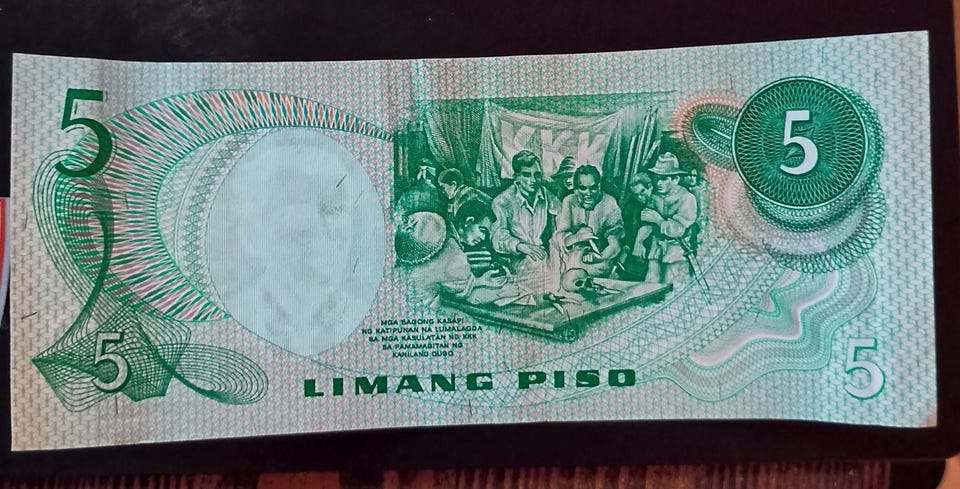 5
5
KKK
MGA BAGONG KASAPI
NG KATIPUNAN NA LUMALAGDA
SA MGA KASULATAN NG KKK
SA PAMAMAGITAN NG
KANILANG DUGO
5
5
LIMANG PISO